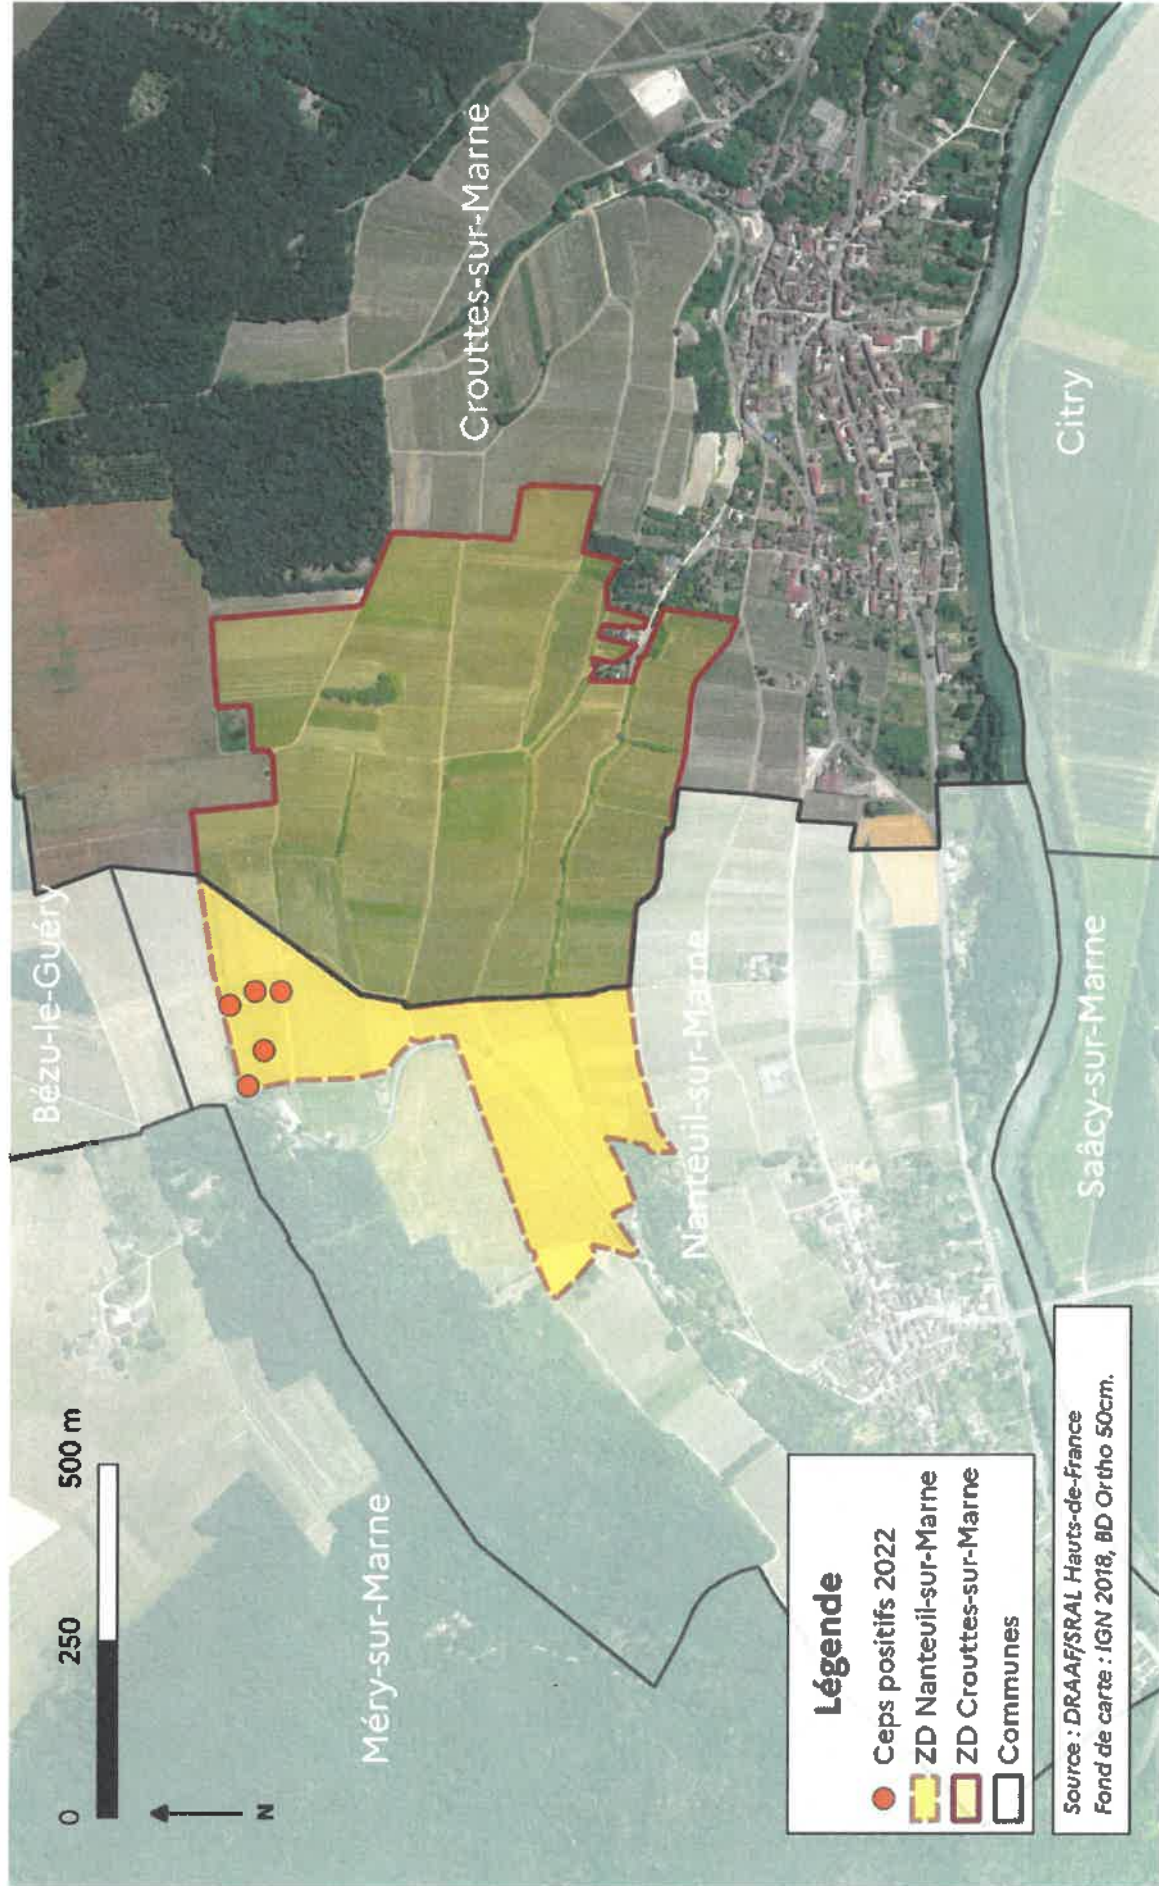 0 250 500 m
N
Bézu-le-Guéry
Méry-sur-Marne
Crouttes-sur-Marne
Nanteuil-sur-Marne
Citry
Saâcy-sur-Marne
Légende
Ceps positifs 2022
ZD Nanteuil-sur-Marne
ZD Crouttes-sur-Marne
Communes
Source : DRAAF/SRAL Hauts-de-France
Fond de carte : IGN 2018, BD Ortho 50cm.